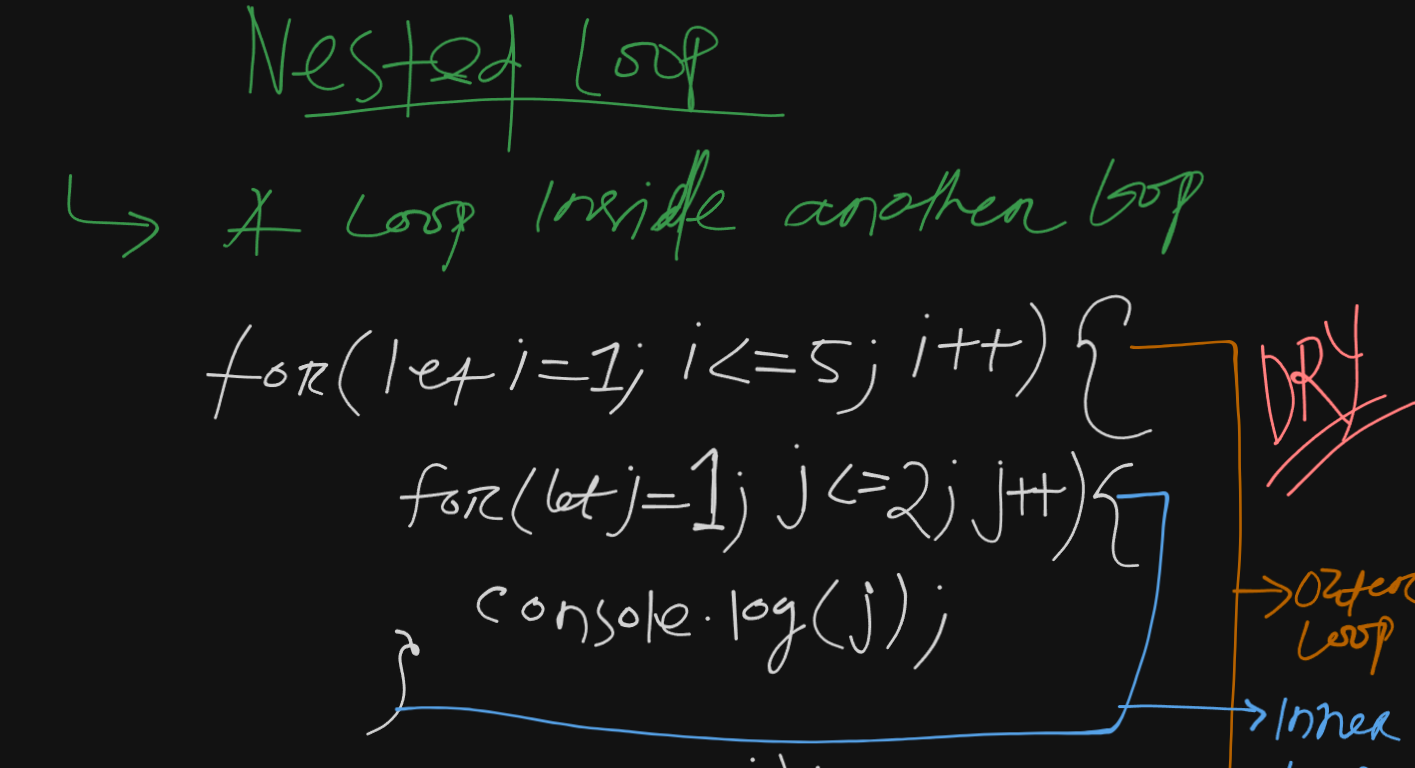 Nested Loop
↳ A Loop Inside another loop
for(let i=1; i<=5; i++){
DRY
for(let j=1; j<=2; j++){
console.log(j);
}
Outer
Loop
Inner